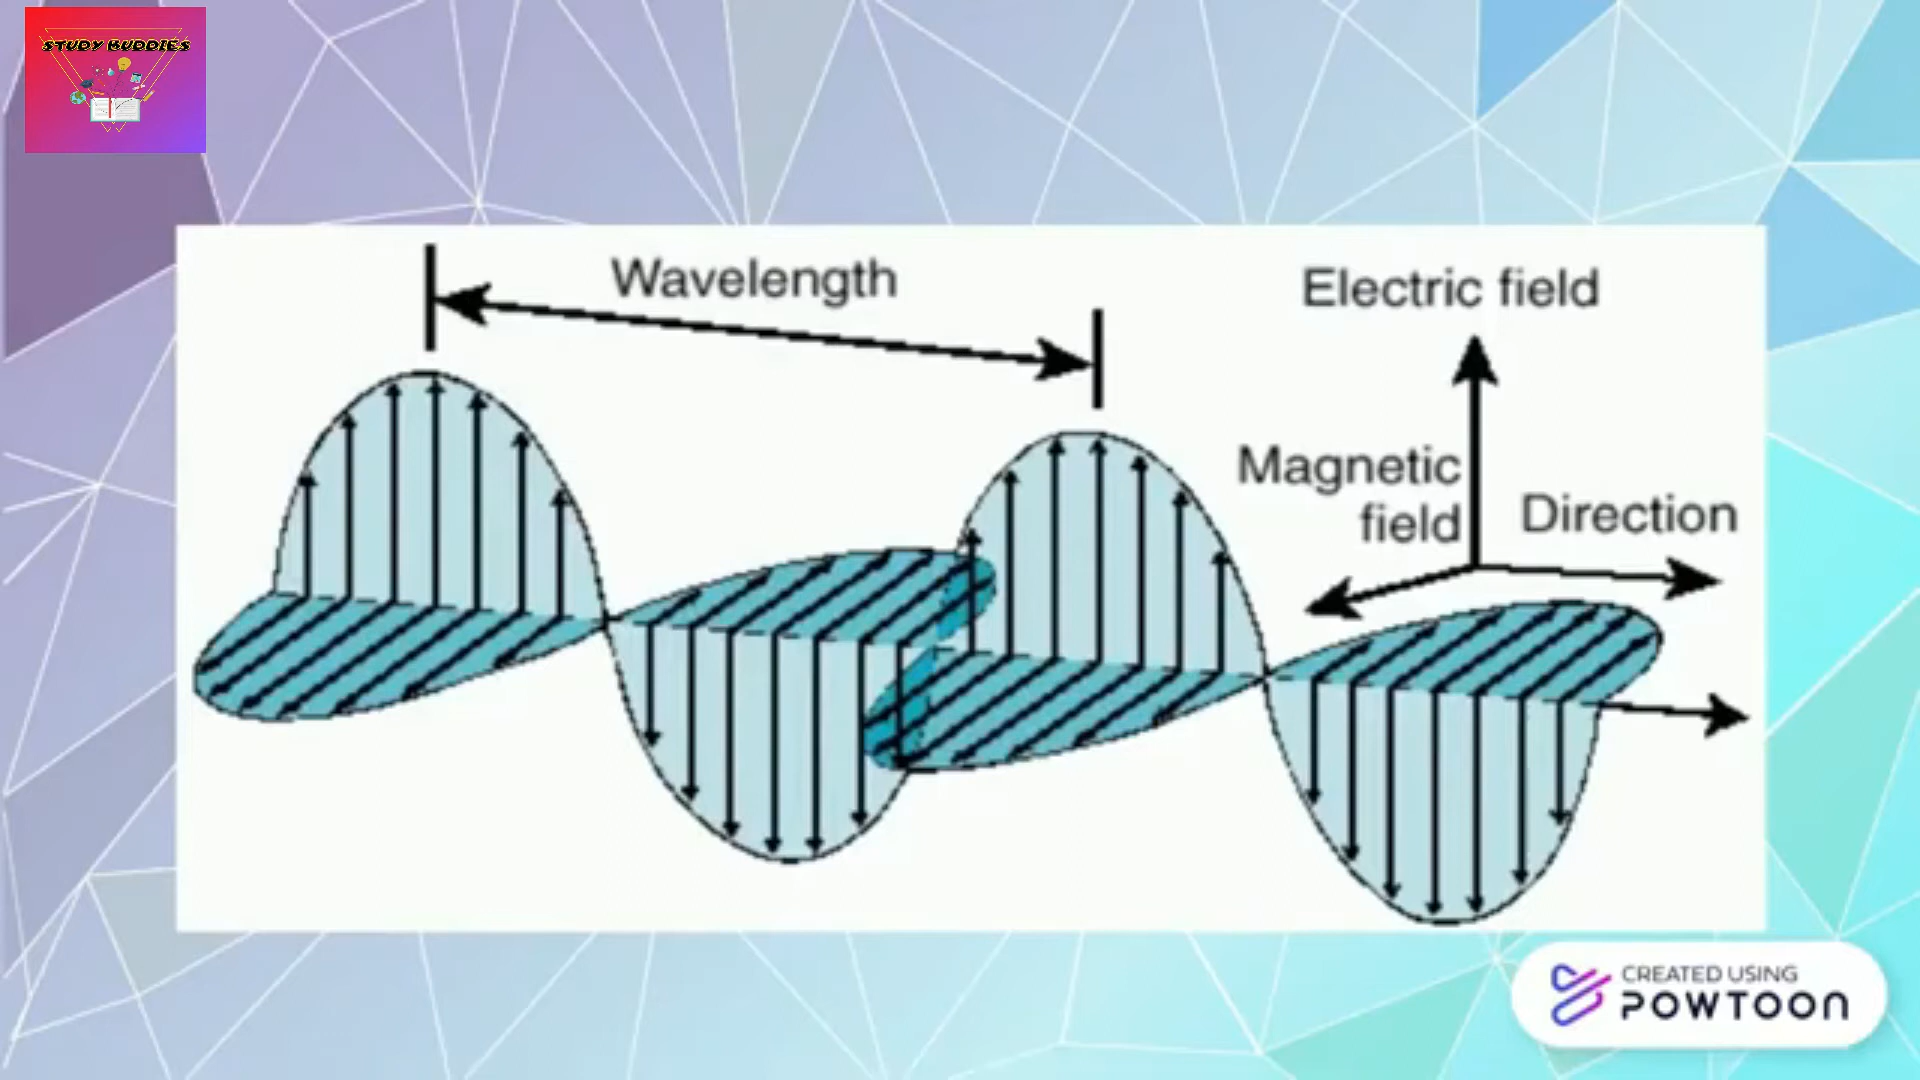 STUDY BUDDIES
Wavelength
Electric field
Magnetic
field
Direction
CREATED USING
POWTOON